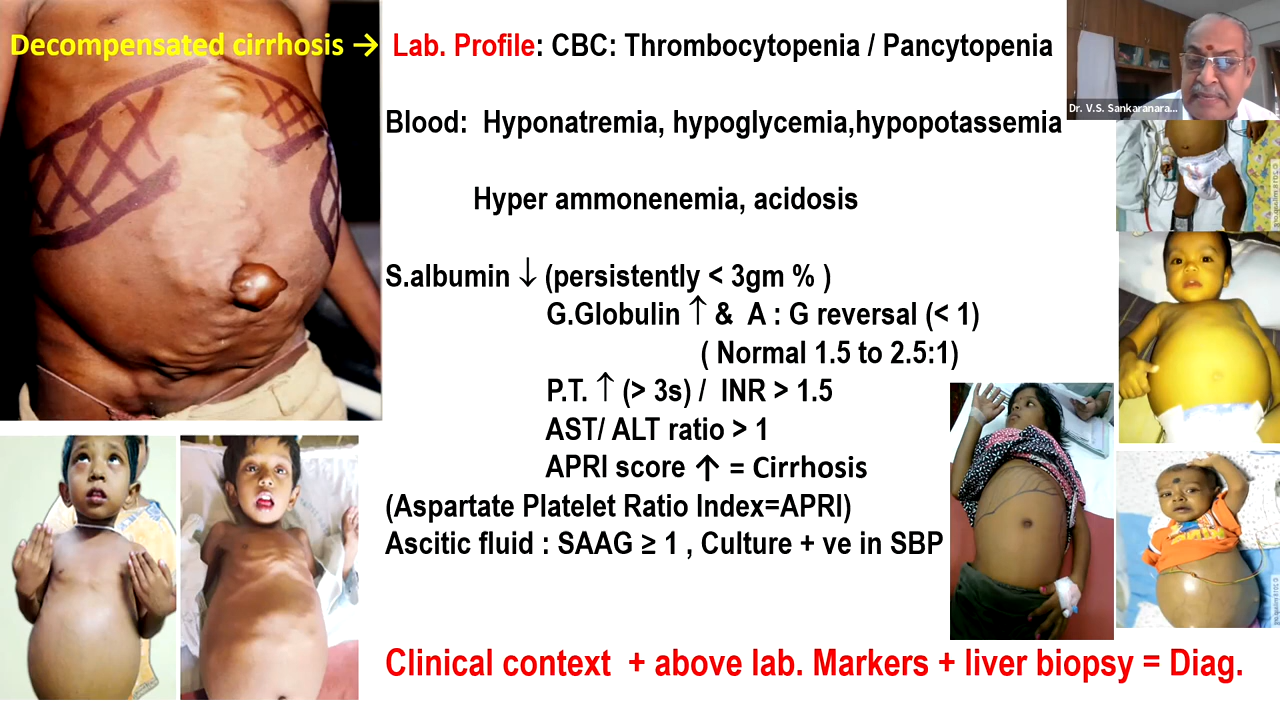 Decompensated cirrhosis → Lab. Profile: CBC: Thrombocytopenia / Pancytopenia
Dr. V.S. Sankaranara...
Blood: Hyponatremia, hypoglycemia,hypopotassemia
Hyper ammonenemia, acidosis
S.albumin ↓ (persistently < 3gm % )
G.Globulin ↑ & A : G reversal (< 1)
( Normal 1.5 to 2.5:1)
P.T. ↑ (> 3s) / INR > 1.5
AST/ ALT ratio > 1
APRI score ↑ = Cirrhosis
(Aspartate Platelet Ratio Index=APRI)
Ascitic fluid : SAAG ≥ 1 , Culture + ve in SBP
Clinical context + above lab. Markers + liver biopsy = Diag.